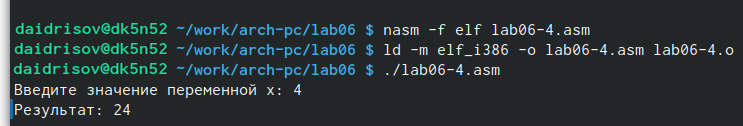 daidrisov@dk5n52 ~/work/arch-pc/lab06 $ nasm -f elf lab06-4.asm
daidrisov@dk5n52 ~/work/arch-pc/lab06 $ ld -m elf_i386 -o lab06-4.asm lab06-4.o
daidrisov@dk5n52 ~/work/arch-pc/lab06 $ ./lab06-4.asm
Введите значение переменной x: 4
Результат: 24